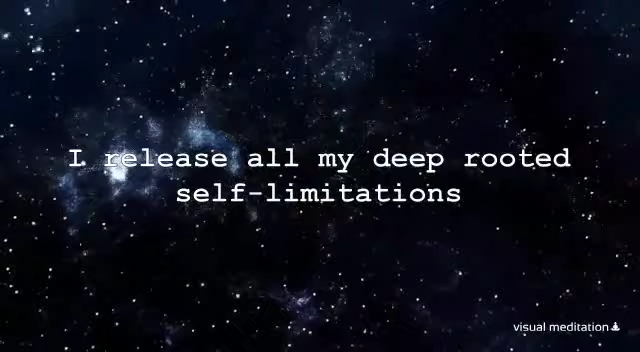 I release all my deep rooted
self-limitations
visual meditation